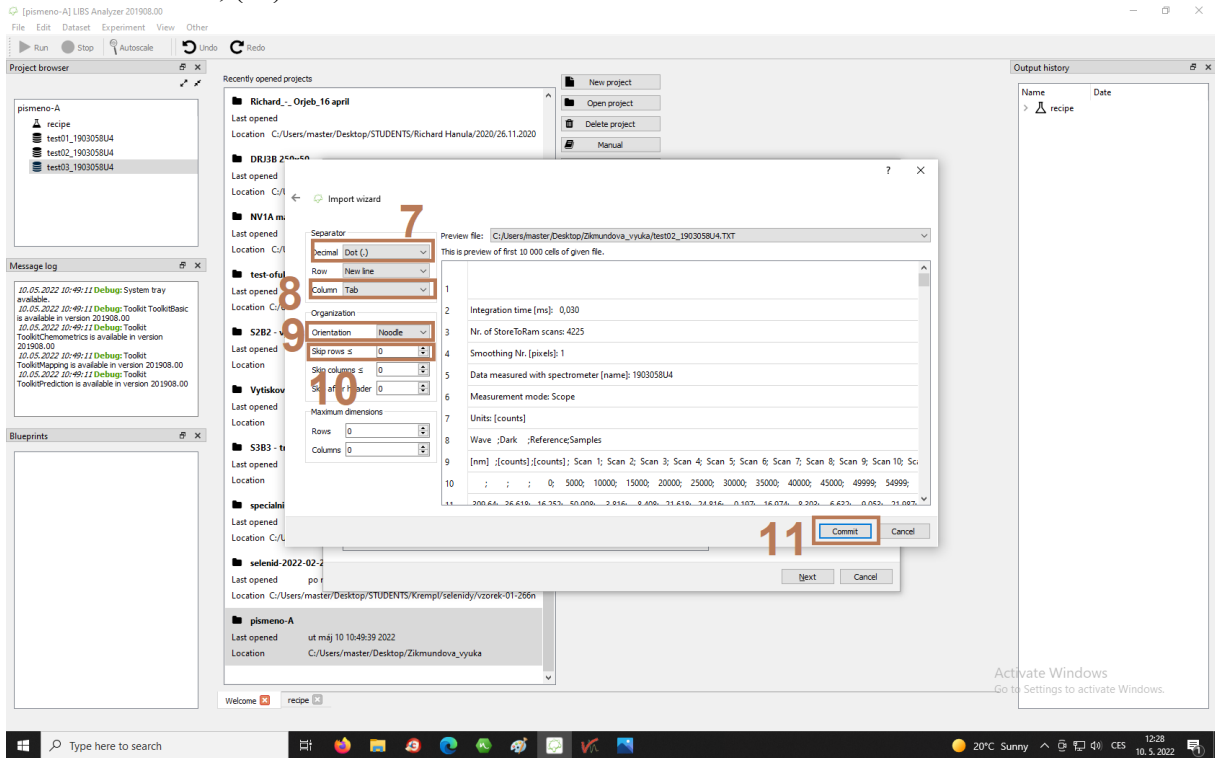 [pismeno-A] LIBS Analyzer 201908.00
File Edit Dataset Experiment View Other
Run Stop Autoscale Undo Redo
Project browser
pismeno-A
recipe
test01_1903058U4
test02_1903058U4
test03_1903058U4
Message log
10.05.2022 10:49:11 Debug: System tray
available.
10.05.2022 10:49:11 Debug: Toolkit ToolkitBasic
is available in version 201908.00
10.05.2022 10:49:11 Debug: Toolkit
ToolkitChemometrics is available in version
201908.00
10.05.2022 10:49:11 Debug: Toolkit
ToolkitMapping is available in version 201908.00
10.05.2022 10:49:11 Debug: Toolkit
ToolkitPrediction is available in version 201908.00
Blueprints
Recently opened projects
Richard_-_ Orjeb_16 april
Last opened
Location C:/Users/master/Desktop/STUDENTS/Richard Hanula/2020/26.11.2020
DRJ3B 250x50
Last opened
Location C:/U
NV1A ma
Last opened
Location C:/U
test-oful
Last opened
Location C:/U
S2B2 - v
Last opened
Location
Vytiskov
Last opened
Location
S3B3 - tr
Last opened
Location
specialni
Last opened
Location C:/U
selenid-2022-02-2
Last opened po
Location C:/Users/master/Desktop/STUDENTS/Krempl/selenidy/vzorek-01-266n
pismeno-A
Last opened ut máj 10 10:49:39 2022
Location C:/Users/master/Desktop/Zikmundova_vyuka
Welcome recipe
New project
Open project
Delete project
Manual
? ×
Import wizard
7
Separator
Decimal Dot (.)
Row New line
8
Column Tab
Organization
9
Orientation Noodle
Skip rows ≤ 0
Skip columns ≤ 0
10
Skip after header 0
Maximum dimensions
Rows 0
Columns 0
Preview file: C:/Users/master/Desktop/Zikmundova_vyuka/test02_1903058U4.TXT
This is preview of first 10 000 cells of given file.
1
2 Integration time [ms]: 0,030
3 Nr. of StoreToRam scans: 4225
4 Smoothing Nr. [pixels]: 1
5 Data measured with spectrometer [name]: 1903058U4
6 Measurement mode: Scope
7 Units: [counts]
8 Wave ;Dark ;Reference;Samples
9 [nm] ;[counts];[counts]; Scan 1; Scan 2; Scan 3; Scan 4; Scan 5; Scan 6; Scan 7; Scan 8; Scan 9; Scan 10; Sc
10 ; ; ; 0; 5000; 10000; 15000; 20000; 25000; 30000; 35000; 40000; 45000; 49999; 54999;
11
Commit Cancel
Next Cancel
Output history
Name Date
recipe
Activate Windows
Go to Settings to activate Windows.
Type here to search
20°C Sunny CES 12:28
10. 5. 2022